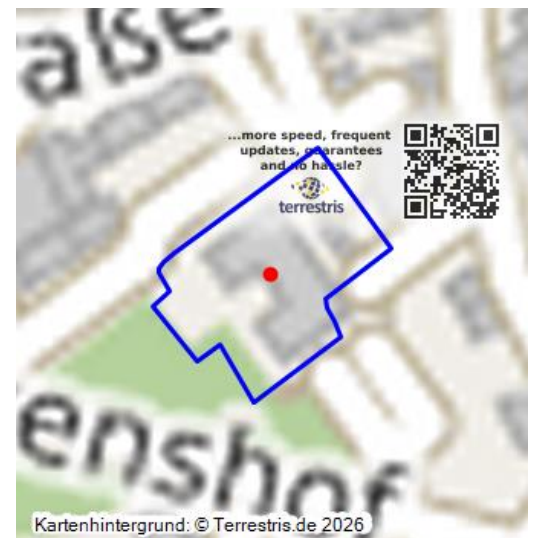 aße
...more speed, frequent
updates, guarantees
and no hassle?
terrestris
enshof
Kartenhintergrund: © Terrestris.de 2026